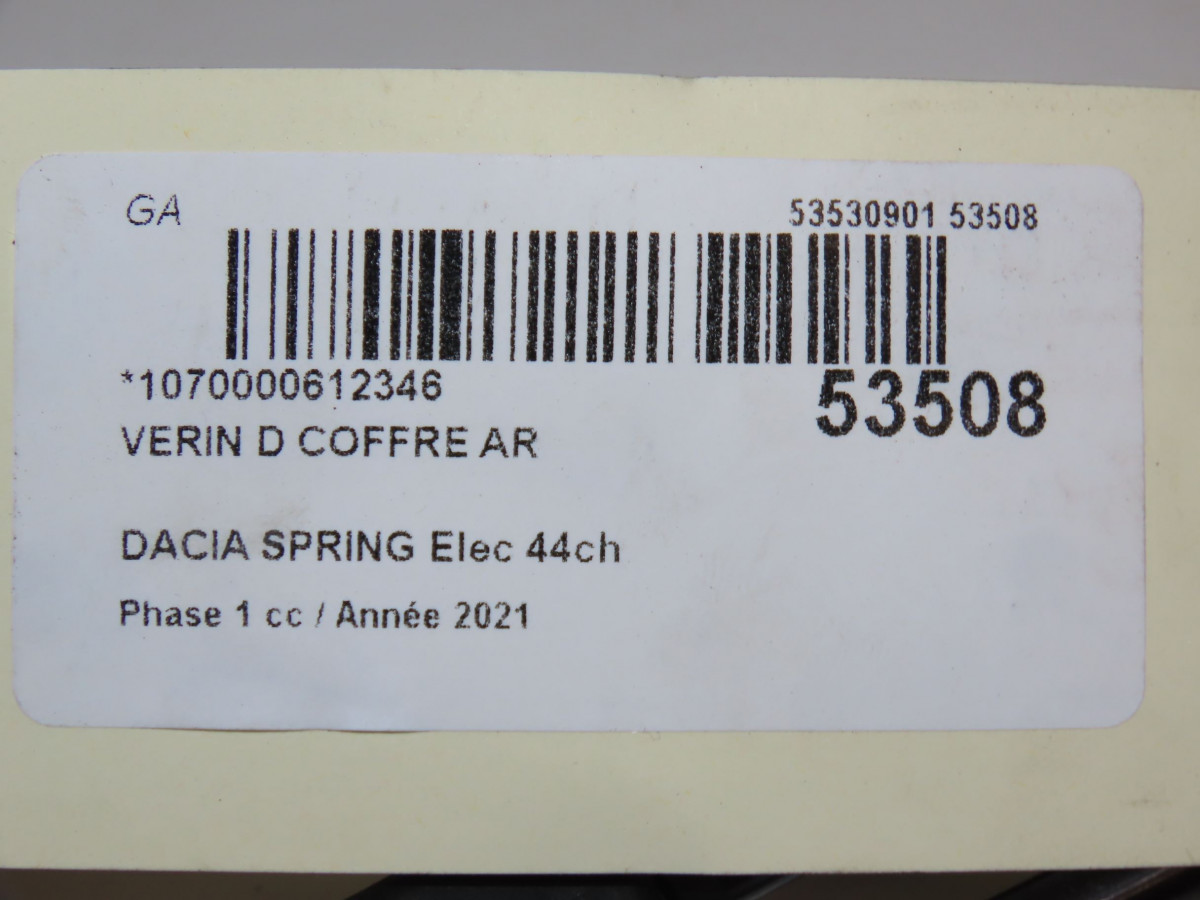 GA
53530901 53508
*1070000612346
53508
VERIN D COFFRE AR
DACIA SPRING Elec 44ch
Phase 1 cc / Année 2021